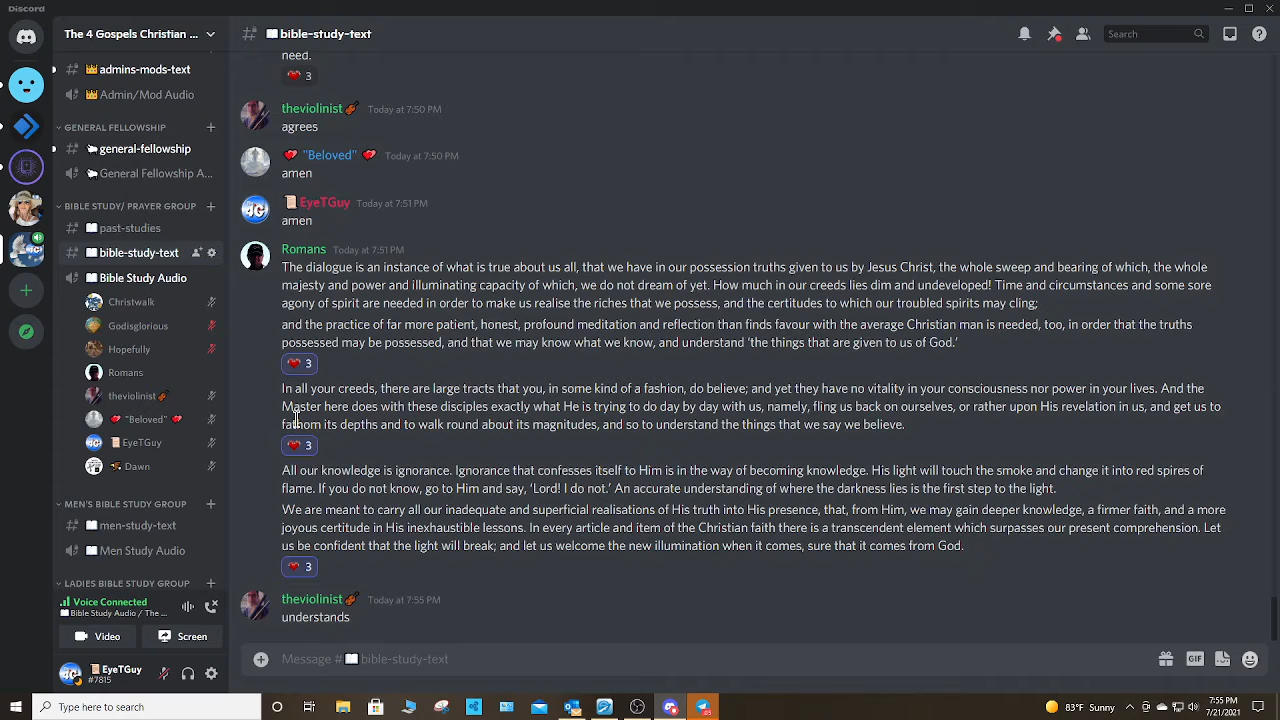 Discord
The 4 Gospels Christian ...
bible-study-text
Search
admins-mods-text
Admin/Mod Audio
GENERAL FELLOWSHIP
general-fellowship
General Fellowship A...
BIBLE STUDY/ PRAYER GROUP
past-studies
bible-study-text
Bible Study Audio
Christwalk
Godisglorious
Hopefully
Romans
theviolinist
"Beloved"
EyeTGuy
Dawn
MEN'S BIBLE STUDY GROUP
men-study-text
Men Study Audio
LADIES BIBLE STUDY GROUP
Voice Connected
Bible Study Audio / The ...
Video
Screen
EyeTGuy
#7815
need.
3
theviolinist Today at 7:50 PM
agrees
"Beloved" Today at 7:50 PM
amen
EyeTGuy Today at 7:51 PM
amen
Romans Today at 7:51 PM
The dialogue is an instance of what is true about us all, that we have in our possession truths given to us by Jesus Christ, the whole sweep and bearing of which, the whole
majesty and power and illuminating capacity of which, we do not dream of yet. How much in our creeds lies dim and undeveloped! Time and circumstances and some sore
agony of spirit are needed in order to make us realise the riches that we possess, and the certitudes to which our troubled spirits may cling;
and the practice of far more patient, honest, profound meditation and reflection than finds favour with the average Christian man is needed, too, in order that the truths
possessed may be possessed, and that we may know what we know, and understand ‘the things that are given to us of God.’
3
In all your creeds, there are large tracts that you, in some kind of a fashion, do believe; and yet they have no vitality in your consciousness nor power in your lives. And the
Master here does with these disciples exactly what He is trying to do day by day with us, namely, fling us back on ourselves, or rather upon His revelation in us, and get us to
fathom its depths and to walk round about its magnitudes, and so to understand the things that we say we believe.
3
All our knowledge is ignorance. Ignorance that confesses itself to Him is in the way of becoming knowledge. His light will touch the smoke and change it into red spires of
flame. If you do not know, go to Him and say, ‘Lord! I do not.’ An accurate understanding of where the darkness lies is the first step to the light.
We are meant to carry all our inadequate and superficial realisations of His truth into His presence, that, from Him, we may gain deeper knowledge, a firmer faith, and a more
joyous certitude in His inexhaustible lessons. In every article and item of the Christian faith there is a transcendent element which surpasses our present comprehension. Let
us be confident that the light will break; and let us welcome the new illumination when it comes, sure that it comes from God.
3
theviolinist Today at 7:55 PM
understands
Message # bible-study-text
GIF
Type here to search
85
83°F Sunny
7:55 PM
7/21/2021